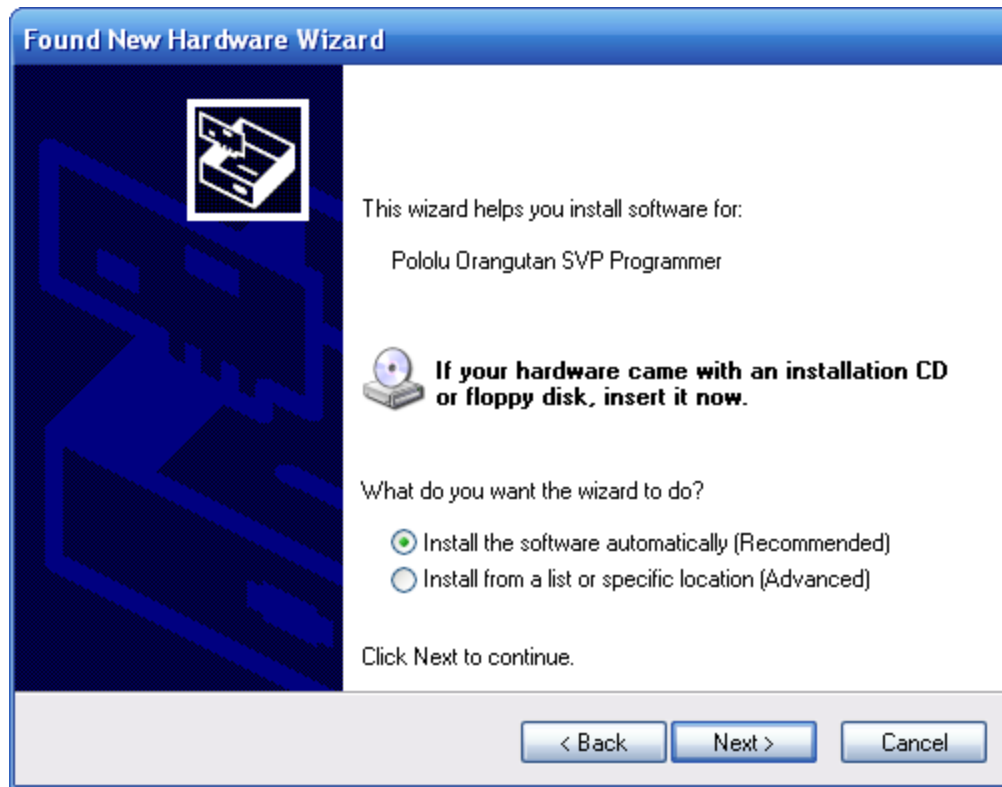 Found New Hardware Wizard
This wizard helps you install software for:
Pololu Orangutan SVP Programmer
If your hardware came with an installation CD
or floppy disk, insert it now.
What do you want the wizard to do?
Install the software automatically (Recommended)
Install from a list or specific location (Advanced)
Click Next to continue.
< Back
Next >
Cancel